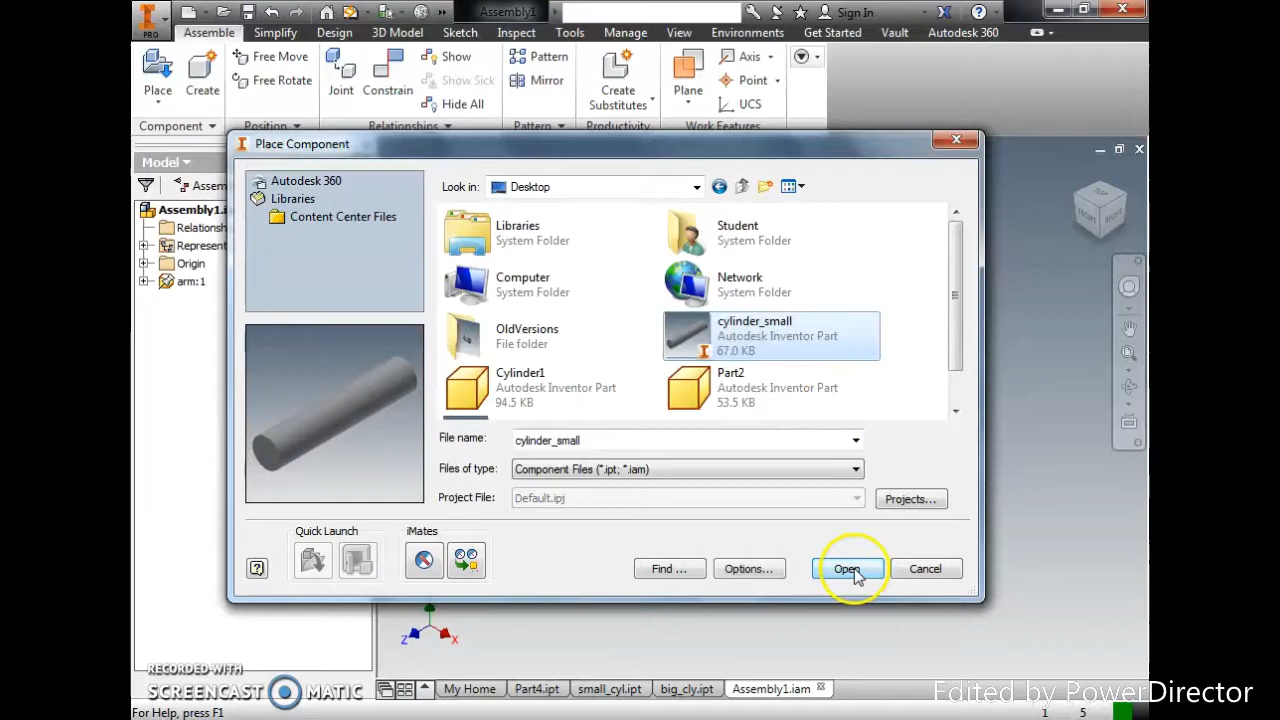 Assembly1
Sign In
PRO
Assemble Simplify Design 3D Model Sketch Inspect Tools Manage View Environments Get Started Vault Autodesk 360
Place
Create
Free Move
Free Rotate
Joint
Constrain
Show
Show Sick
Hide All
Pattern
Mirror
Create
Substitutes
Plane
Axis
Point
UCS
Component Position Relationships Pattern Productivity Work Features
Model
Assem
Assembly1.i
Relationsh
Represent
Origin
arm:1
Place Component
Autodesk 360
Libraries
Content Center Files
Look in: Desktop
Libraries
System Folder
Student
System Folder
Computer
System Folder
Network
System Folder
OldVersions
File folder
cylinder_small
Autodesk Inventor Part
67.0 KB
Cylinder1
Autodesk Inventor Part
94.5 KB
Part2
Autodesk Inventor Part
53.5 KB
File name: cylinder_small
Files of type: Component Files (*.ipt; *.iam)
Project File: Default.ipj
Projects...
Quick Launch
iMates
Find ...
Options...
Open
Cancel
TOP
FRONT
RIGHT
Z
X
My Home Part4.ipt small_cyl.ipt big_cly.ipt Assembly1.iam
RECORDED WITH
SCREENCAST MATIC
Edited by PowerDirector
For Help, press F1
1 5